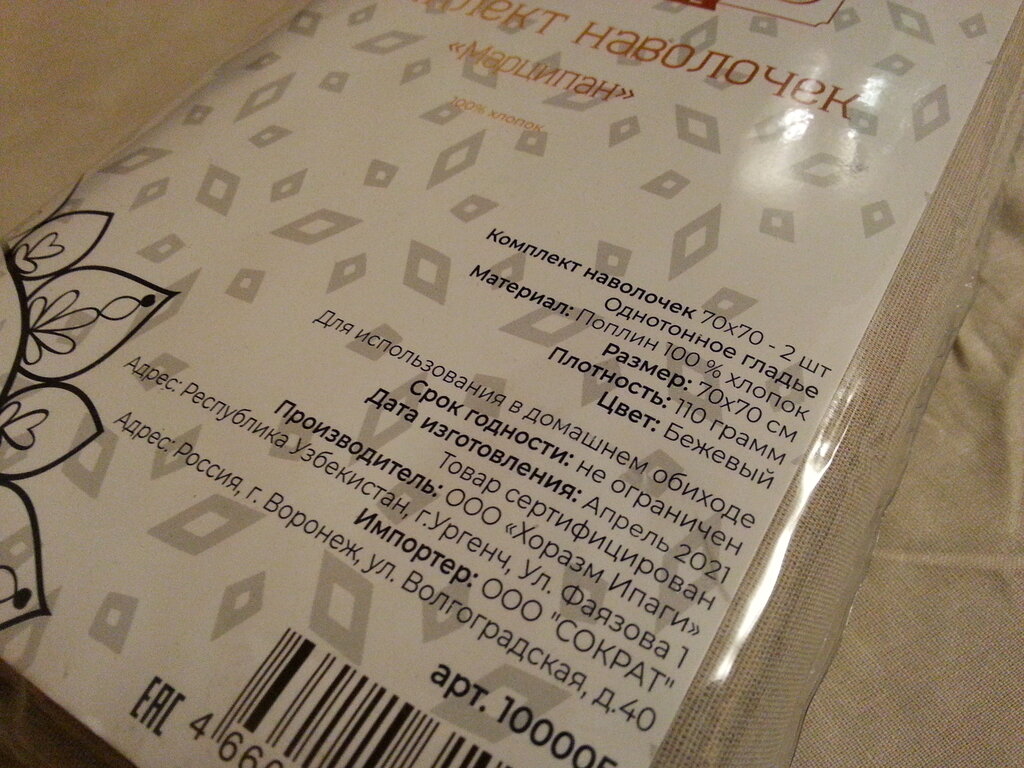 наволочек
«Марципан»
100% хлопок
Комплект наволочек 70х70 - 2 шт
Однотонное гладье
Материал: Поплин 100 % хлопок
Размер: 70х70 см
Плотность: 110 грамм
Цвет: Бежевый
Для использования в домашнем обиходе
Срок годности: не ограничен
Дата изготовления: Апрель 2021
Товар сертифицирован
Производитель: ООО «Хоразм Ипаги»
Адрес: Республика Узбекистан, г.Ургенч, Ул. Фаязова 1
Импортер: ООО "СОКРАТ"
Адрес: Россия, г. Воронеж, ул. Волгоградская, д.40
арт. 100005
EAC
4 660